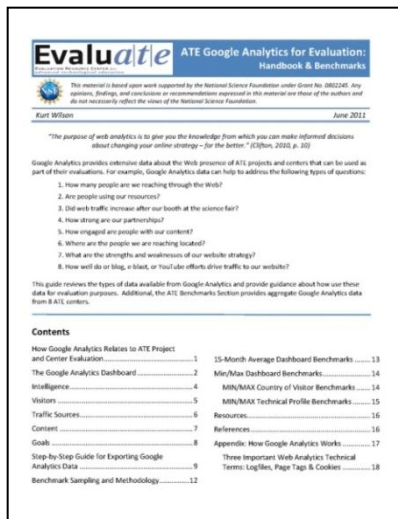 Evaluate
EVALUATION RESOURCE CENTER
advanced technological education
ATE Google Analytics for Evaluation:
Handbook & Benchmarks
This material is based upon work supported by the National Science Foundation under Grant No. 0802245. Any
opinions, findings, and conclusions or recommendations expressed in this material are those of the authors and
do not necessarily reflect the views of the National Science Foundation.
Kurt Wilson
June 2011
"The purpose of web analytics is to give you the knowledge from which you can make informed decisions
about changing your online strategy – for the better." (Clifton, 2010, p. 10)
Google Analytics provides extensive data about the Web presence of ATE projects and centers that can be used as
part of their evaluations. For example, Google Analytics data can help to address the following types of questions:
1. How many people are we reaching through the Web?
2. Are people using our resources?
3. Did web traffic increase after our booth at the science fair?
4. How strong are our partnerships?
5. How engaged are people with our content?
6. Where are the people we are reaching located?
7. What are the strengths and weaknesses of our website strategy?
8. How well do or blog, e-blast, or YouTube efforts drive traffic to our website?
This guide reviews the types of data available from Google Analytics and provide guidance about how use these
data for evaluation purposes. Additional, the ATE Benchmarks Section provides aggregate Google Analytics data
from 8 ATE centers.
Contents
How Google Analytics Relates to ATE Project
and Center Evaluation 1
The Google Analytics Dashboard 2
Intelligence 4
Visitors 5
Traffic Sources 6
Content 7
Goals 8
Step-by-Step Guide for Exporting Google
Analytics Data 9
Benchmark Sampling and Methodology 12
15-Month Average Dashboard Benchmarks 13
Min/Max Dashboard Benchmarks 14
MIN/MAX Country of Visitor Benchmarks 14
MIN/MAX Technical Profile Benchmarks 15
Resources 16
References 16
Appendix: How Google Analytics Works 17
Three Important Web Analytics Technical
Terms: Logfiles, Page Tags & Cookies 18